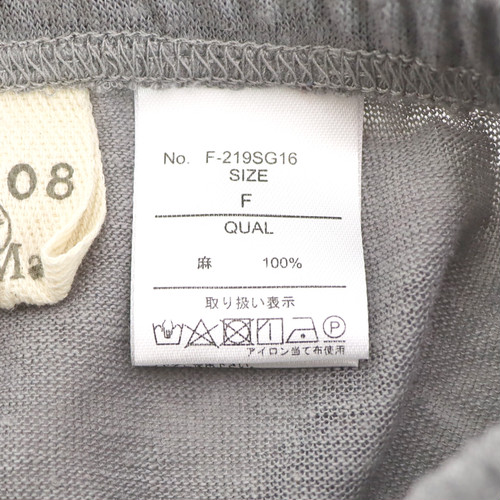 08
Ma
No. F-219SG16
SIZE
F
QUAL
麻 100%
取り扱い表示
P
アイロン当て布使用